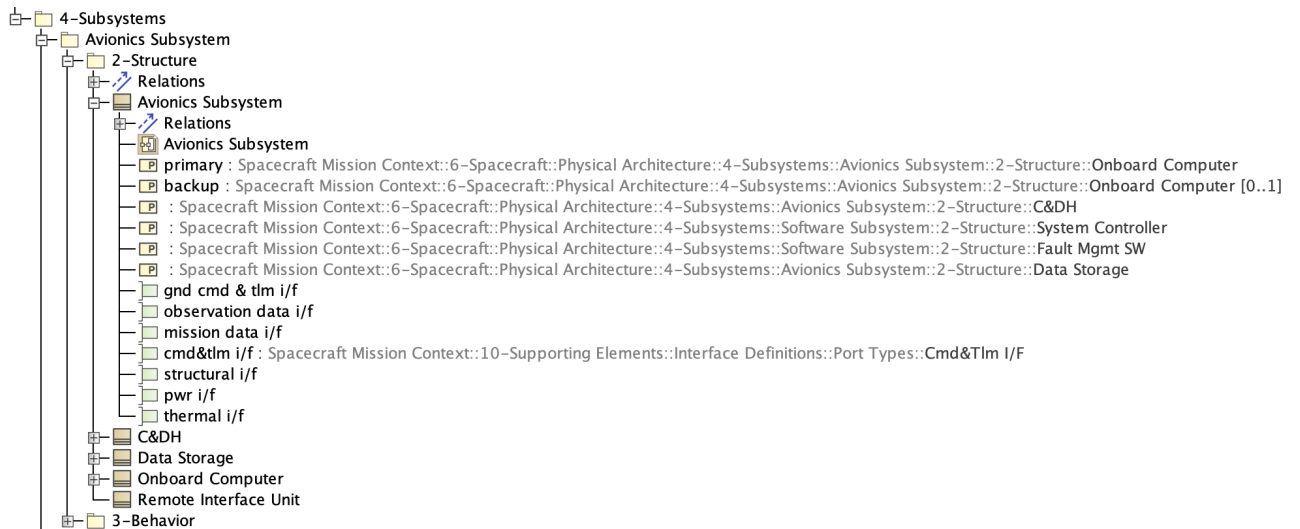 4-Subsystems
Avionics Subsystem
2-Structure
Relations
Avionics Subsystem
Relations
Avionics Subsystem
primary : Spacecraft Mission Context::6-Spacecraft::Physical Architecture::4-Subsystems::Avionics Subsystem::2-Structure::Onboard Computer
backup : Spacecraft Mission Context::6-Spacecraft::Physical Architecture::4-Subsystems::Avionics Subsystem::2-Structure::Onboard Computer [0..1]
: Spacecraft Mission Context::6-Spacecraft::Physical Architecture::4-Subsystems::Avionics Subsystem::2-Structure::C&DH
: Spacecraft Mission Context::6-Spacecraft::Physical Architecture::4-Subsystems::Software Subsystem::2-Structure::System Controller
: Spacecraft Mission Context::6-Spacecraft::Physical Architecture::4-Subsystems::Software Subsystem::2-Structure::Fault Mgmt SW
: Spacecraft Mission Context::6-Spacecraft::Physical Architecture::4-Subsystems::Avionics Subsystem::2-Structure::Data Storage
gnd cmd & tlm i/f
observation data i/f
mission data i/f
cmd&tlm i/f : Spacecraft Mission Context::10-Supporting Elements::Interface Definitions::Port Types::Cmd&Tlm I/F
structural i/f
pwr i/f
thermal i/f
C&DH
Data Storage
Onboard Computer
Remote Interface Unit
3-Behavior